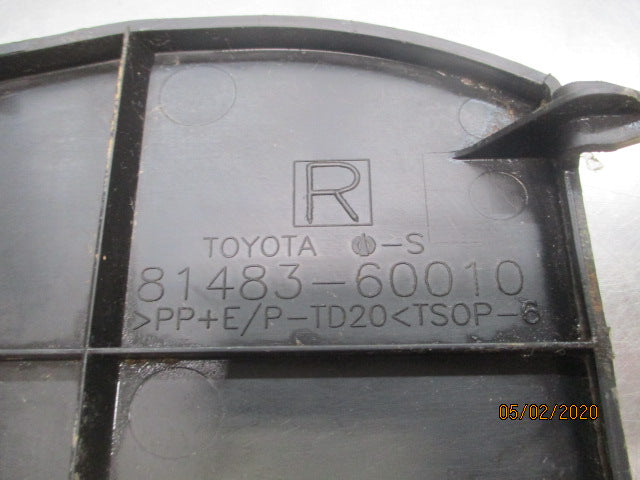 R
TOYOTA -S
81483-60010
>PP+E/P-TD20<TSOP-6
05/02/2020